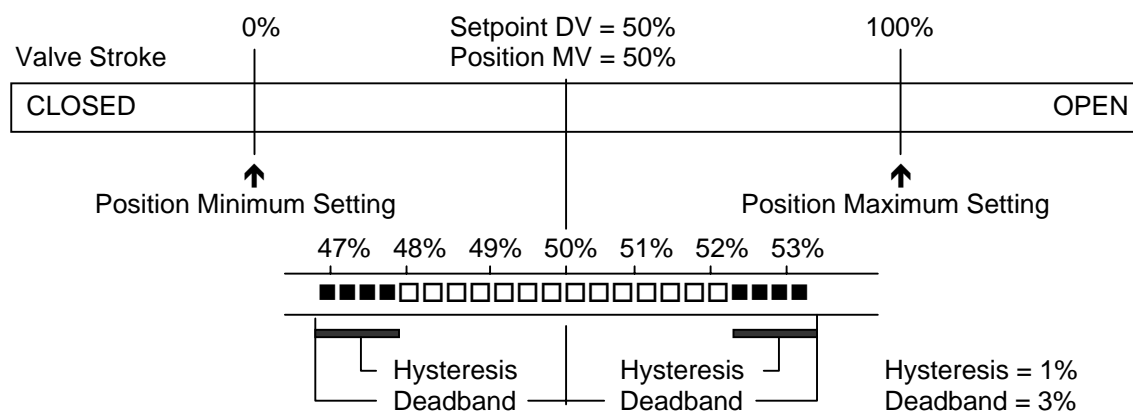 0% Setpoint DV = 50% 100%
Valve Stroke Position MV = 50%
CLOSED OPEN
Position Minimum Setting Position Maximum Setting
47% 48% 49% 50% 51% 52% 53%
Hysteresis Hysteresis Hysteresis = 1%
Deadband Deadband Deadband = 3%